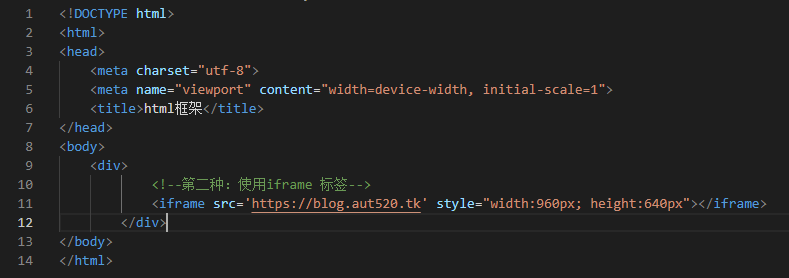 1 <!DOCTYPE html>
2 <html>
3 <head>
4 <meta charset="utf-8">
5 <meta name="viewport" content="width=device-width, initial-scale=1">
6 <title>html框架</title>
7 </head>
8 <body>
9 <div>
10 <!--第二种：使用iframe 标签-->
11 <iframe src='https://blog.aut520.tk' style="width:960px; height:640px"></iframe>
12 </div>
13 </body>
14 </html>